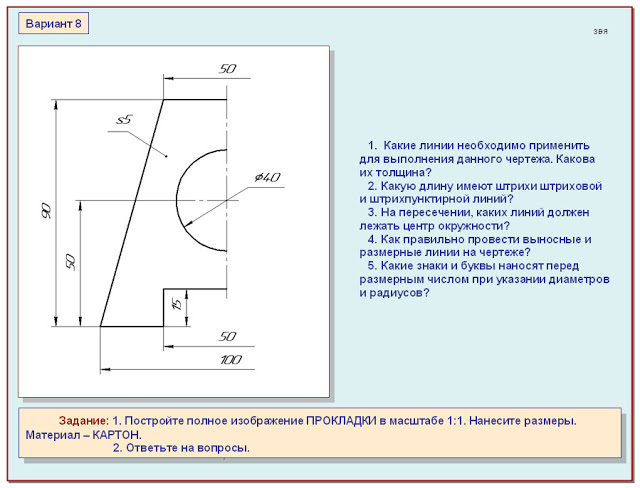 Вариант 8
звя
50
s5
⌀40
90
50
15
50
100
1. Какие линии необходимо применить
для выполнения данного чертежа. Какова
их толщина?
2. Какую длину имеют штрихи штриховой
и штрихпунктирной линий?
3. На пересечении, каких линий должен
лежать центр окружности?
4. Как правильно провести выносные и
размерные линии на чертеже?
5. Какие знаки и буквы наносят перед
размерным числом при указании диаметров
и радиусов?
Задание: 1. Постройте полное изображение ПРОКЛАДКИ в масштабе 1:1. Нанесите размеры.
Материал – КАРТОН.
2. Ответьте на вопросы.